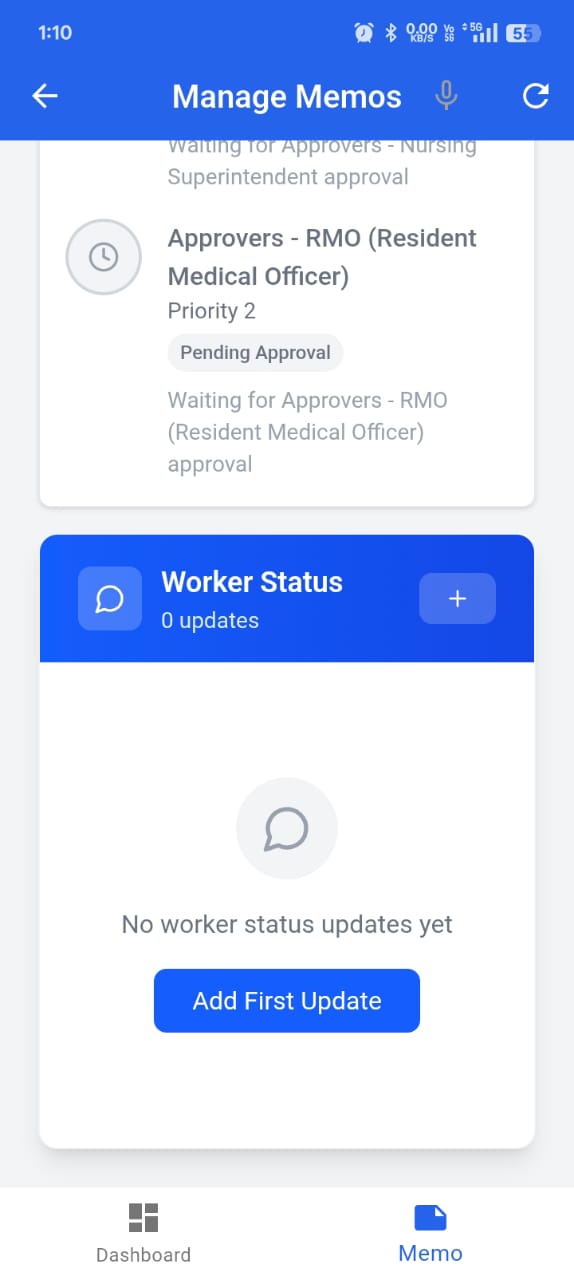 1:10
0.00
KB/S
Vo
5G
5G
55
Manage Memos
Waiting for Approvers - Nursing
Superintendent approval
Approvers - RMO (Resident
Medical Officer)
Priority 2
Pending Approval
Waiting for Approvers - RMO
(Resident Medical Officer)
approval
Worker Status
0 updates
+
No worker status updates yet
Add First Update
Dashboard
Memo